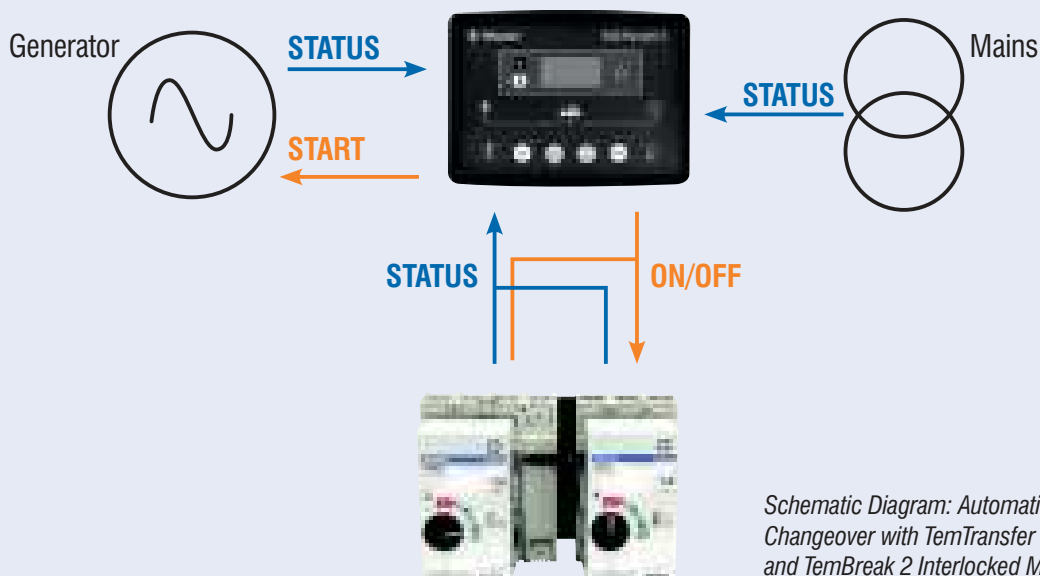 Generator
STATUS
STATUS
Mains
START
STATUS
ON/OFF
Schematic Diagram: Automati
Changeover with TemTransfer
and TemBreak 2 Interlocked M